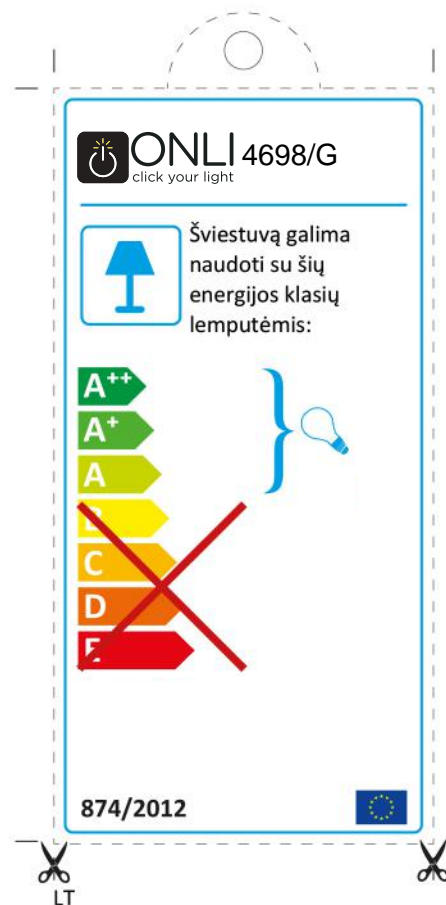 ONLI 4698/G
click your light
Šviestuvą galima
naudoti su šių
energijos klasių
lemputėmis:
A++
A+
A
B
C
D
E
874/2012
LT